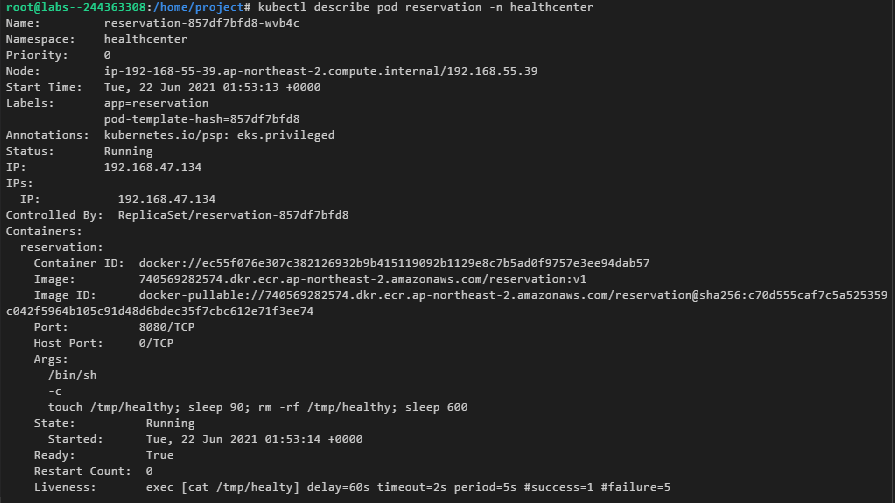 root@labs--244363308:/home/project# kubectl describe pod reservation -n healthcenter
Name:         reservation-857df7bfd8-wvb4c
Namespace:    healthcenter
Priority:     0
Node:         ip-192-168-55-39.ap-northeast-2.compute.internal/192.168.55.39
Start Time:   Tue, 22 Jun 2021 01:53:13 +0000
Labels:       app=reservation
              pod-template-hash=857df7bfd8
Annotations:  kubernetes.io/psp: eks.privileged
Status:       Running
IP:           192.168.47.134
IPs:
  IP:           192.168.47.134
Controlled By:  ReplicaSet/reservation-857df7bfd8
Containers:
  reservation:
    Container ID:  docker://ec55f076e307c382126932b9b415119092b1129e8c7b5ad0f9757e3ee94dab57
    Image:         740569282574.dkr.ecr.ap-northeast-2.amazonaws.com/reservation:v1
    Image ID:      docker-pullable://740569282574.dkr.ecr.ap-northeast-2.amazonaws.com/reservation@sha256:c70d555caf7c5a525359
c042f5964b105c91d48d6bdec35f7cbc612e71f3ee74
    Port:          8080/TCP
    Host Port:     0/TCP
    Args:
      /bin/sh
      -c
      touch /tmp/healthy; sleep 90; rm -rf /tmp/healthy; sleep 600
    State:          Running
      Started:      Tue, 22 Jun 2021 01:53:14 +0000
    Ready:          True
    Restart Count:  0
    Liveness:       exec [cat /tmp/healty] delay=60s timeout=2s period=5s #success=1 #failure=5